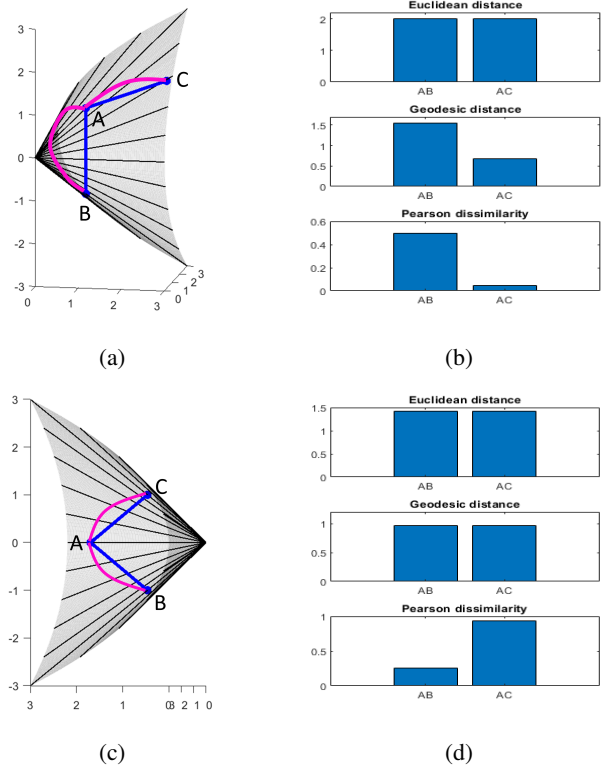 3
2
1
0
-1
-2
-3
0
1
2
3
0
1
2
3
A
B
C
(a)
Euclidean distance
2
1
0
AB AC
Geodesic distance
1.5
1
0.5
0
AB AC
Pearson dissimilarity
0.6
0.4
0.2
0
AB AC
(b)
3
2
1
0
-1
-2
-3
3 2 1 0 3 2 1 0
A
B
C
(c)
Euclidean distance
1.5
1
0.5
0
AB AC
Geodesic distance
1
0.5
0
AB AC
Pearson dissimilarity
1
0.5
0
AB AC
(d)